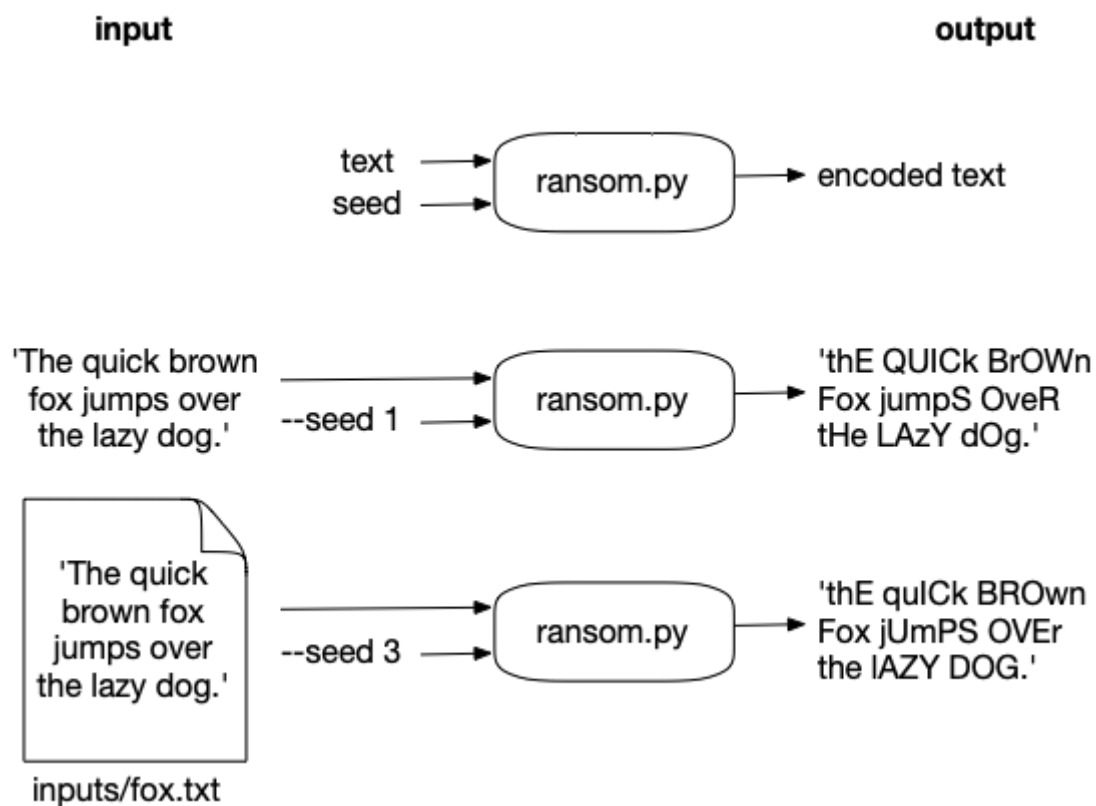 input
output
text
seed
ransom.py
encoded text
'The quick brown
fox jumps over
the lazy dog.'
--seed 1
ransom.py
'thE QUICk BrOWn
Fox jumpS OveR
tHe LAzY dOg.'
'The quick
brown fox
jumps over
the lazy dog.'
inputs/fox.txt
--seed 3
ransom.py
'thE quICk BROwn
Fox jUmPS OVEr
the lAZY DOG.'